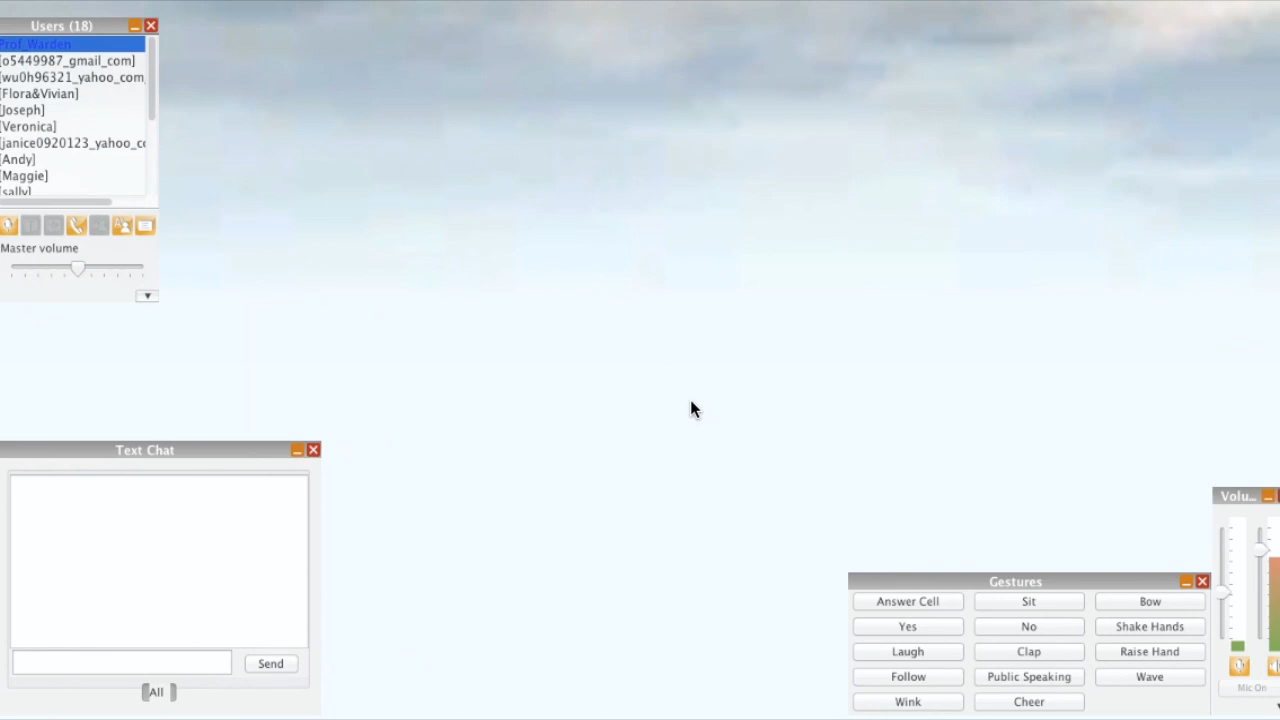 Users (18)
Prof_Warden
[o5449987_gmail_com]
[wu0h96321_yahoo_com
[Flora&Vivian]
[Joseph]
[Veronica]
[janice0920123_yahoo_co
[Andy]
[Maggie]
[sally]
Master volume
Text Chat
Send
All
Gestures
Answer Cell
Sit
Bow
Yes
No
Shake Hands
Laugh
Clap
Raise Hand
Follow
Public Speaking
Wave
Wink
Cheer
Volu...
Mic On